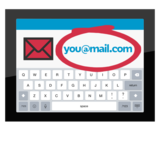 you@mail.com
Q W E R T Y U I O P
A S D F G H J K L
Z X C V B N M